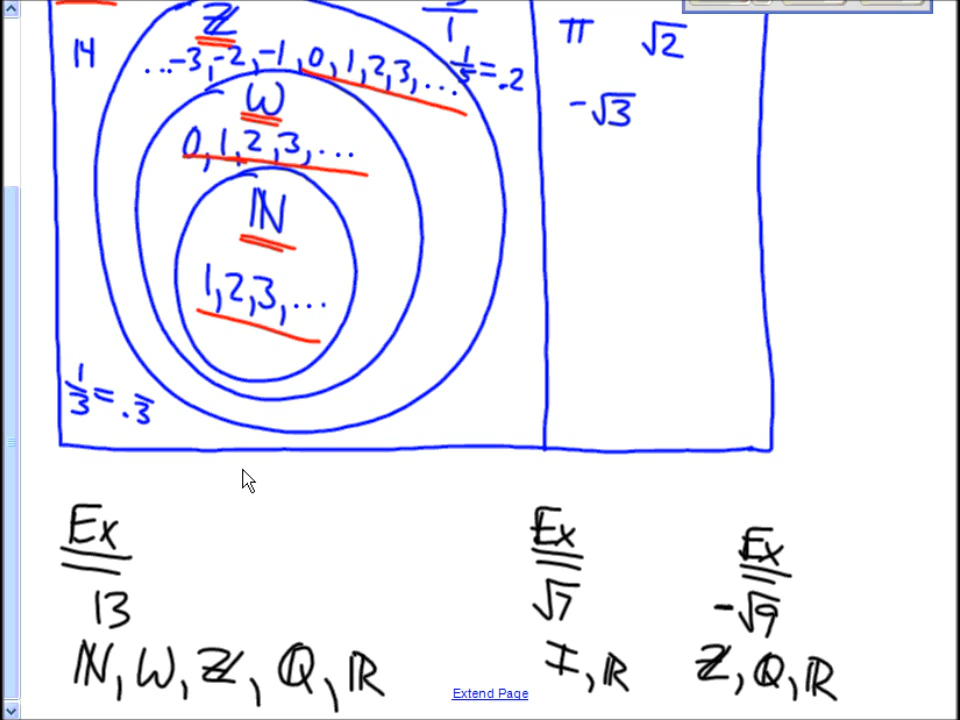 ℤ
14
...-3, -2, -1, 0, 1, 2, 3, ...
1
1/5 = .2
π √2
-√3
W
0, 1, 2, 3, ...
ℕ
1, 2, 3, ...
1/3 = .3̅
Ex
13
ℕ, W, ℤ, ℚ, ℝ
Ex
√7
I, ℝ
Ex
-√9
ℤ, ℚ, ℝ
Extend Page